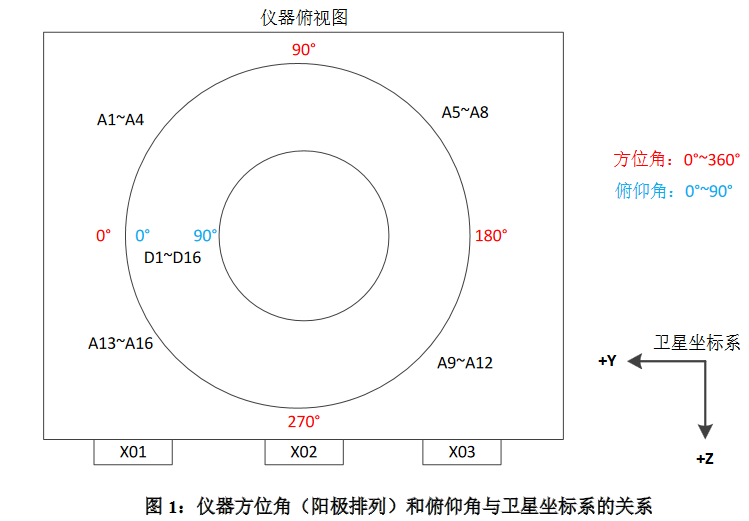 仪器俯视图
90°
A1~A4
A5~A8
方位角：0°~360°
俯仰角：0°~90°
0°
0°
90°
180°
D1~D16
A13~A16
A9~A12
卫星坐标系
+Y
270°
X01
X02
X03
+Z
图 1：仪器方位角（阳极排列）和俯仰角与卫星坐标系的关系